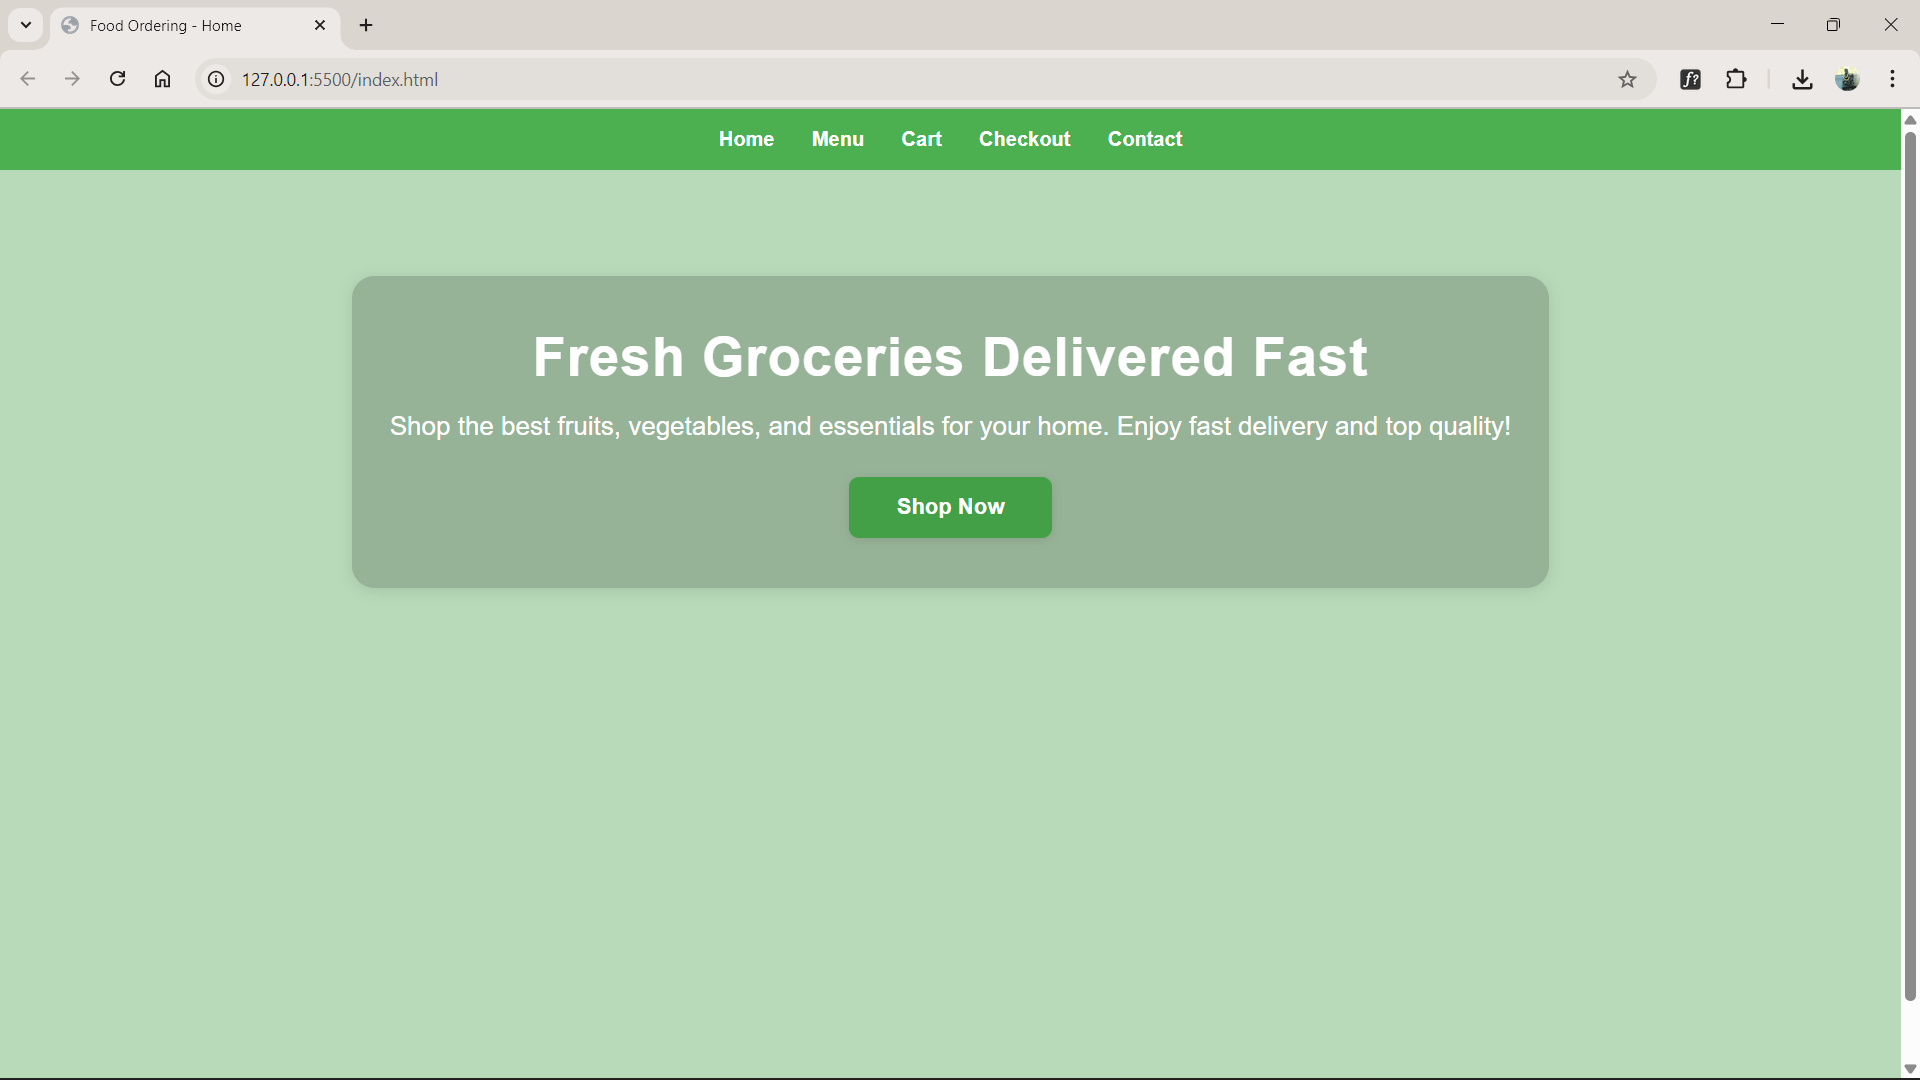 Food Ordering - Home
127.0.0.1:5500/index.html
f?
Home Menu Cart Checkout Contact
Fresh Groceries Delivered Fast
Shop the best fruits, vegetables, and essentials for your home. Enjoy fast delivery and top quality!
Shop Now